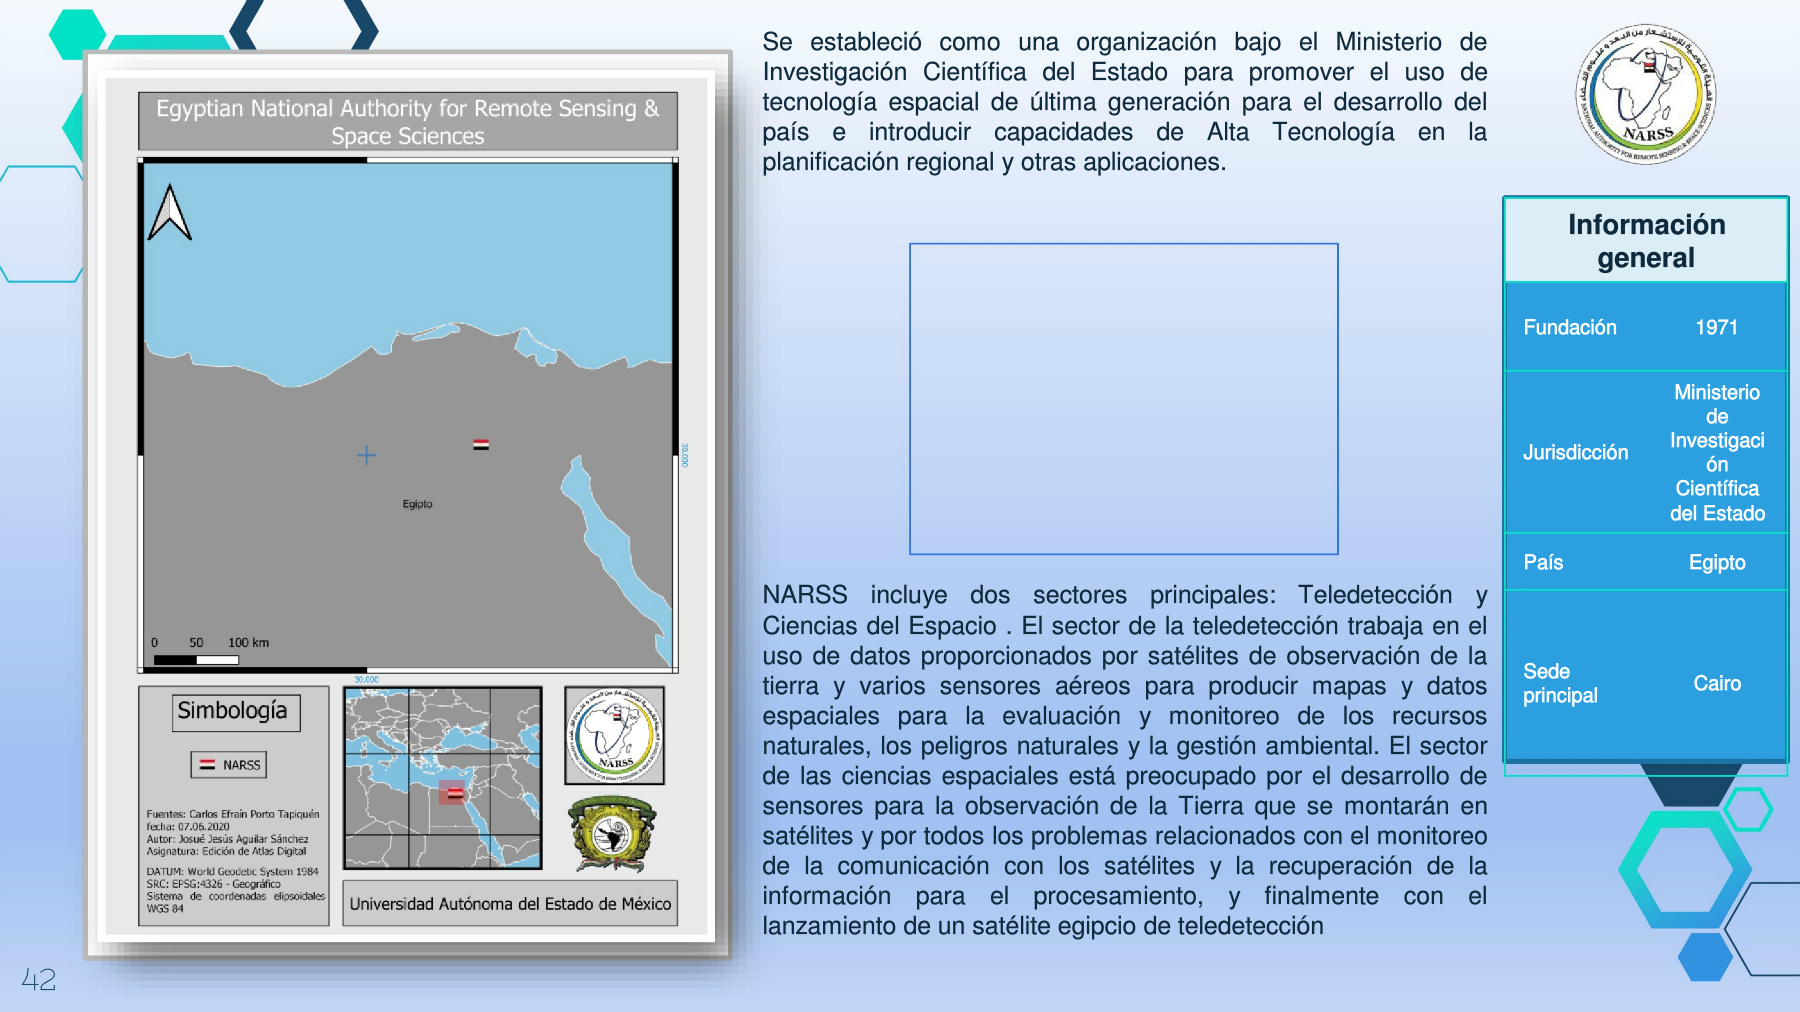 Egyptian National Authority for Remote Sensing &
Space Sciences
Egipto
0 50 100 km
30.000
30.000
Simbología
NARSS
Fuentes: Carlos Efraín Porto Tapiquén
fecha: 07.06.2020
Autor: Josué Jesús Aguilar Sánchez
Asignatura: Edición de Atlas Digital
DATUM: World Geodetic System 1984
SRC: EPSG:4326 - Geográfico
Sistema de coordenadas elipsoidales
WGS 84
NARSS
Universidad Autónoma del Estado de México
42
Se estableció como una organización bajo el Ministerio de
Investigación Científica del Estado para promover el uso de
tecnología espacial de última generación para el desarrollo del
país e introducir capacidades de Alta Tecnología en la
planificación regional y otras aplicaciones.
NARSS incluye dos sectores principales: Teledetección y
Ciencias del Espacio . El sector de la teledetección trabaja en el
uso de datos proporcionados por satélites de observación de la
tierra y varios sensores aéreos para producir mapas y datos
espaciales para la evaluación y monitoreo de los recursos
naturales, los peligros naturales y la gestión ambiental. El sector
de las ciencias espaciales está preocupado por el desarrollo de
sensores para la observación de la Tierra que se montarán en
satélites y por todos los problemas relacionados con el monitoreo
de la comunicación con los satélites y la recuperación de la
información para el procesamiento, y finalmente con el
lanzamiento de un satélite egipcio de teledetección
NARSS
NATIONAL AUTHORITY FOR REMOTE SENSING & SPACE SCIENCES
Información
general
Fundación 1971
Jurisdicción
Ministerio
de
Investigaci
ón
Científica
del Estado
País Egipto
Sede
principal
Cairo